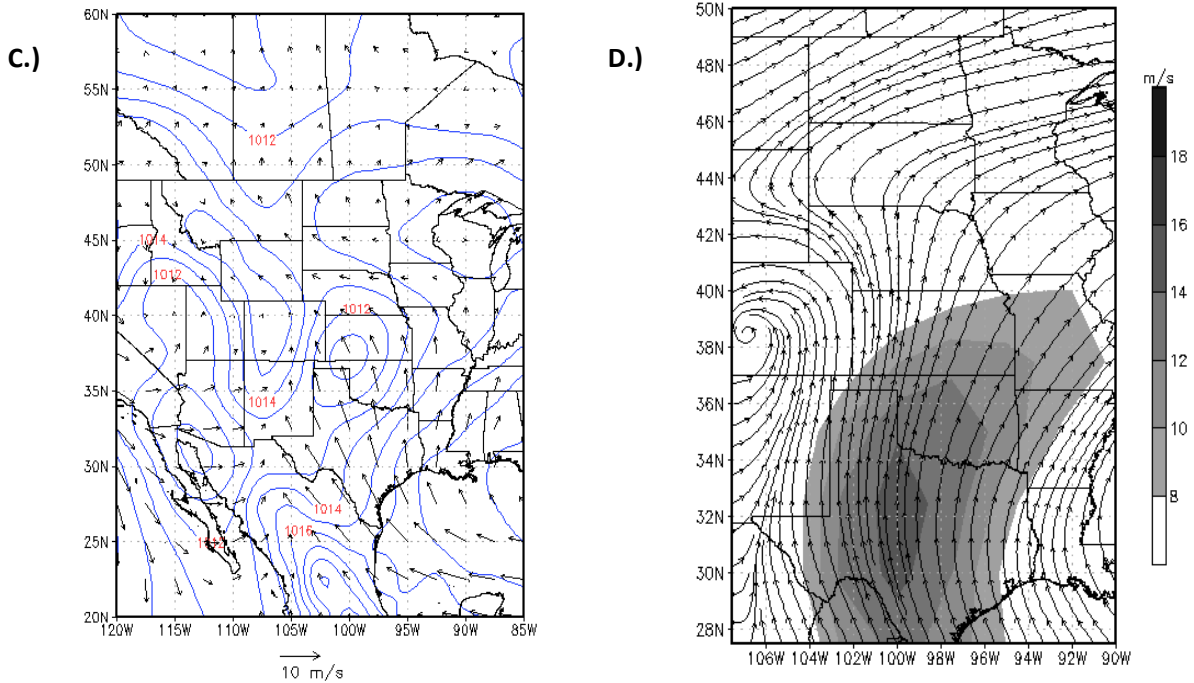 C.)
60N
55N
50N
45N
40N
35N
30N
25N
20N
120W 115W 110W 105W 100W 95W 90W 85W
1012
1014
1012
1012
1014
1014
1016
1012
10 m/s
D.)
50N
48N
46N
44N
42N
40N
38N
36N
34N
32N
30N
28N
106W 104W 102W 100W 98W 96W 94W 92W 90W
m/s
18
16
14
12
10
8